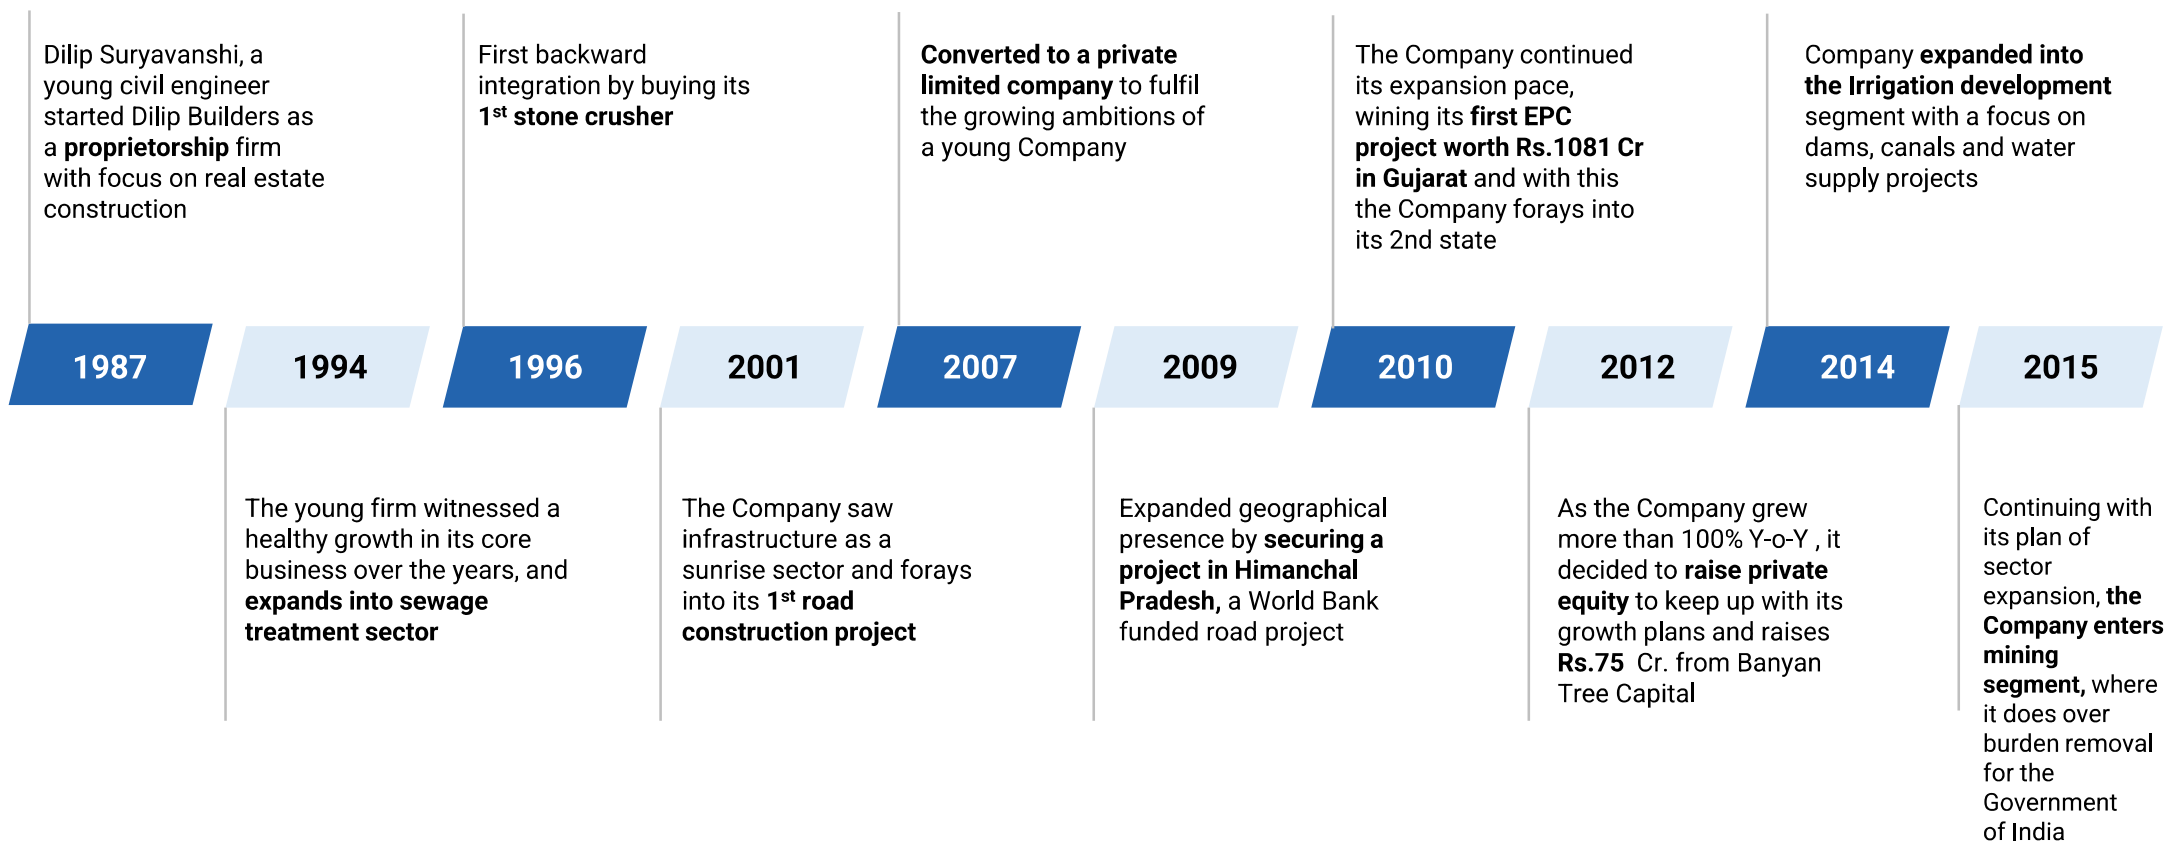 Dilip Suryavanshi, a
young civil engineer
started Dilip Builders as
a proprietorship firm
with focus on real estate
construction
First backward
integration by buying its
1st stone crusher
Converted to a private
limited company to fulfil
the growing ambitions of
a young Company
The Company continued
its expansion pace,
wining its first EPC
project worth Rs.1081 Cr
in Gujarat and with this
the Company forays into
its 2nd state
Company expanded into
the Irrigation development
segment with a focus on
dams, canals and water
supply projects
1987
1994
1996
2001
2007
2009
2010
2012
2014
2015
The young firm witnessed a
healthy growth in its core
business over the years, and
expands into sewage
treatment sector
The Company saw
infrastructure as a
sunrise sector and forays
into its 1st road
construction project
Expanded geographical
presence by securing a
project in Himanchal
Pradesh, a World Bank
funded road project
As the Company grew
more than 100% Y-o-Y , it
decided to raise private
equity to keep up with its
growth plans and raises
Rs.75 Cr. from Banyan
Tree Capital
Continuing with
its plan of
sector
expansion, the
Company enters
mining
segment, where
it does over
burden removal
for the
Government
of India